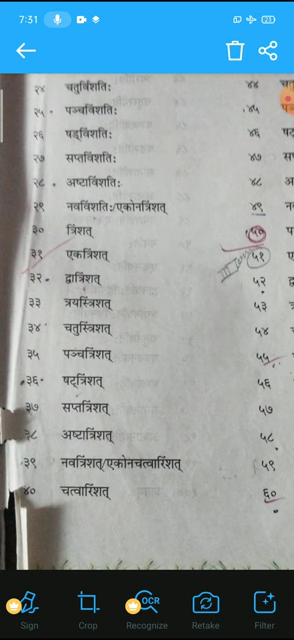 7:31
२४ चतुर्विंशतिः ४४
२५ पञ्चविंशतिः ४५
२६ षड्विंशतिः ४६
२७ सप्तविंशतिः ४७
२८ अष्टाविंशतिः ४८
२९ नवविंशतिः/एकोनत्रिंशत् ४९
३० त्रिंशत् ५०
३१ एकत्रिंशत् ५१
३२ द्वात्रिंशत् ५२
३३ त्रयस्त्रिंशत् ५३
३४ चतुस्त्रिंशत् ५४
३५ पञ्चत्रिंशत् ५५
३६ षट्त्रिंशत् ५६
३७ सप्तत्रिंशत् ५७
३८ अष्टात्रिंशत् ५८
३९ नवत्रिंशत्/एकोनचत्वारिंशत् ५९
४० चत्वारिंशत् ६०
OCR
Sign Crop Recognize Retake Filter